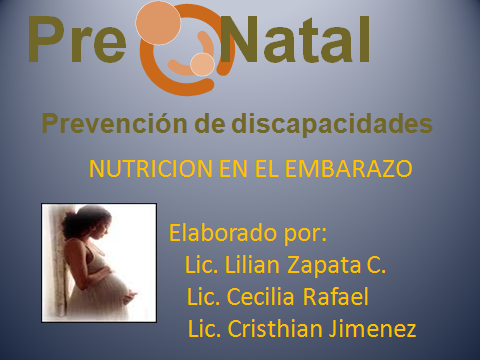 Pre Natal
Prevención de discapacidades
NUTRICION EN EL EMBARAZO
Elaborado por:
Lic. Lilian Zapata C.
Lic. Cecilia Rafael
Lic. Cristhian Jimenez